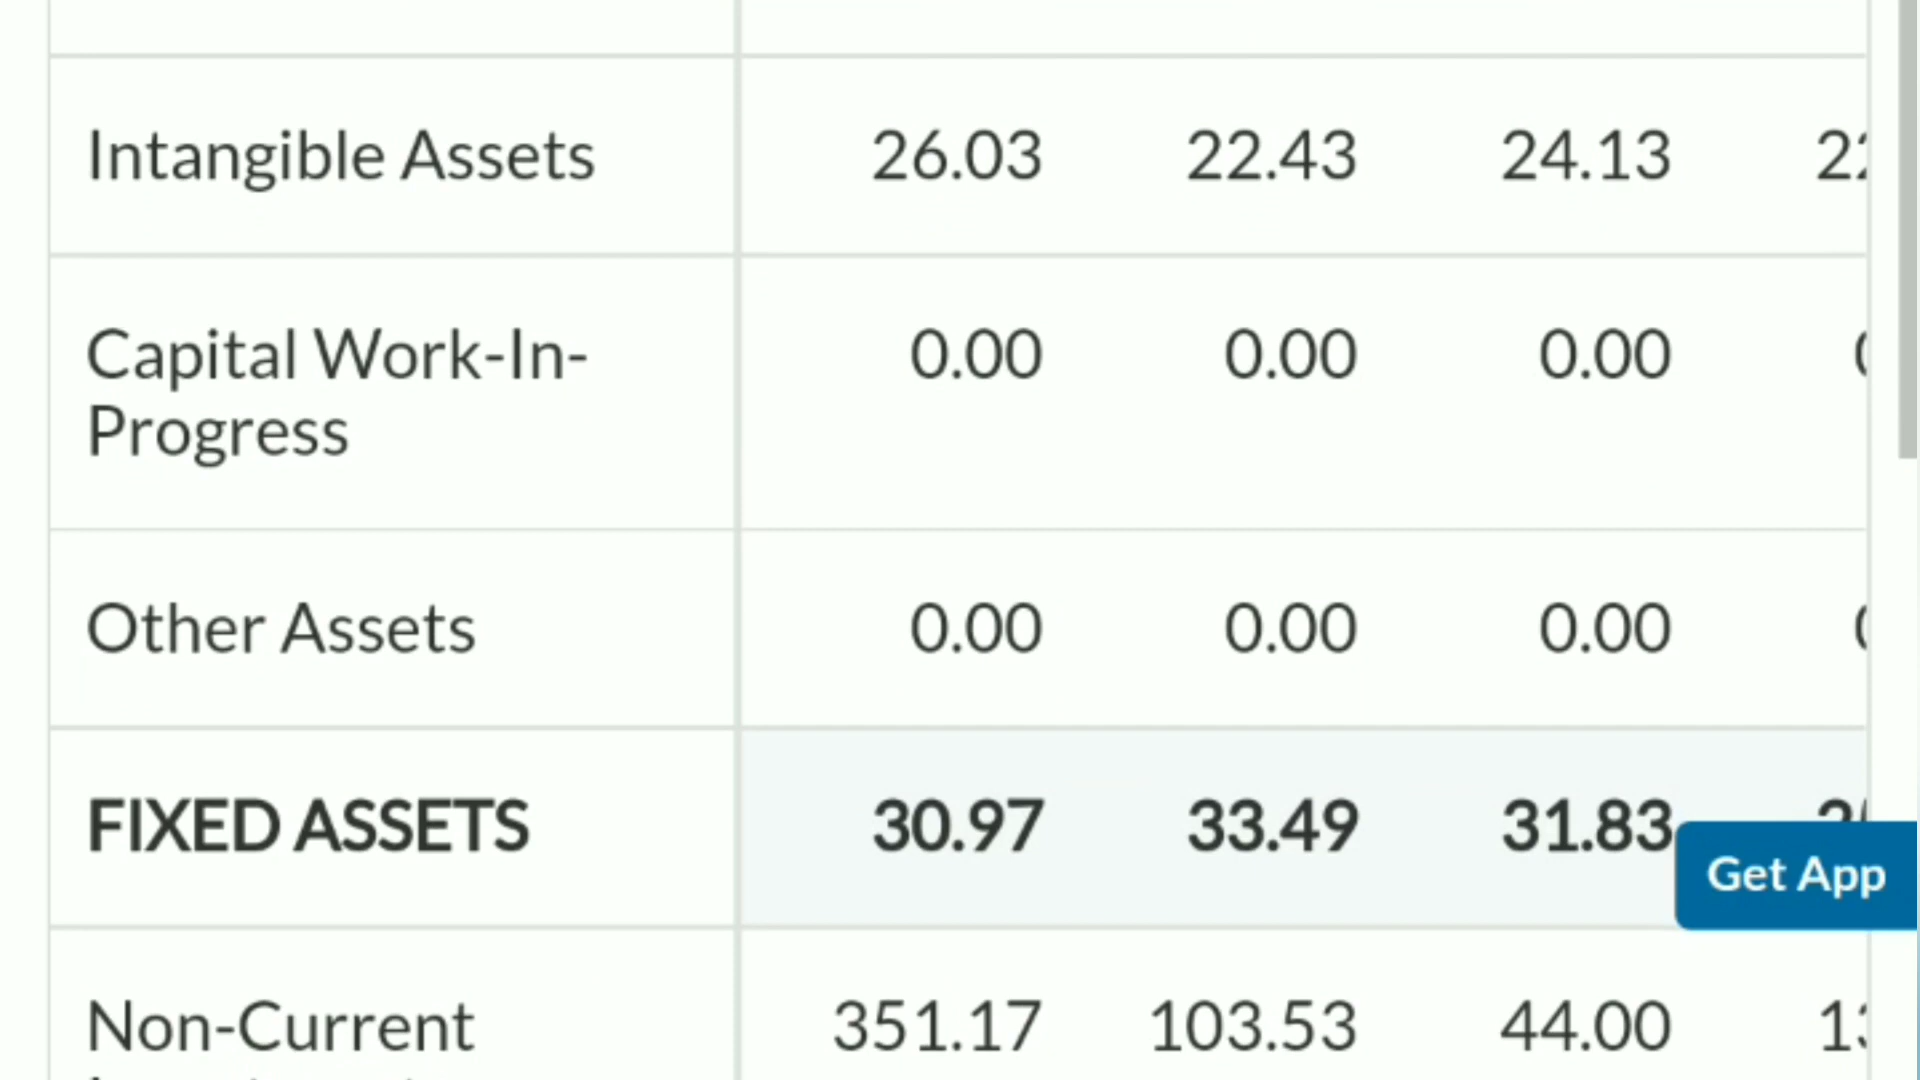 Intangible Assets 26.03 22.43 24.13
Capital Work-In- 0.00 0.00 0.00
Progress
Other Assets 0.00 0.00 0.00
FIXED ASSETS 30.97 33.49 31.83
Get App
Non-Current 351.17 103.53 44.00